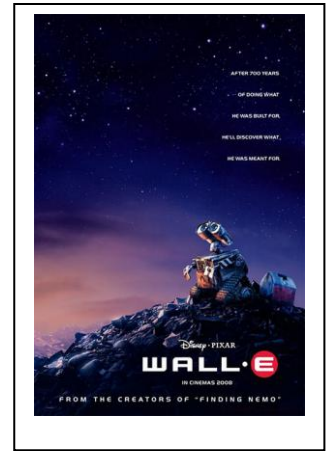 AFTER 700 YEARS
OF DOING WHAT
HE WAS BUILT FOR,
HE'LL DISCOVER WHAT
HE WAS MEANT FOR.
Disney · PIXAR
WALL·E
IN CINEMAS 2008
FROM THE CREATORS OF "FINDING NEMO"